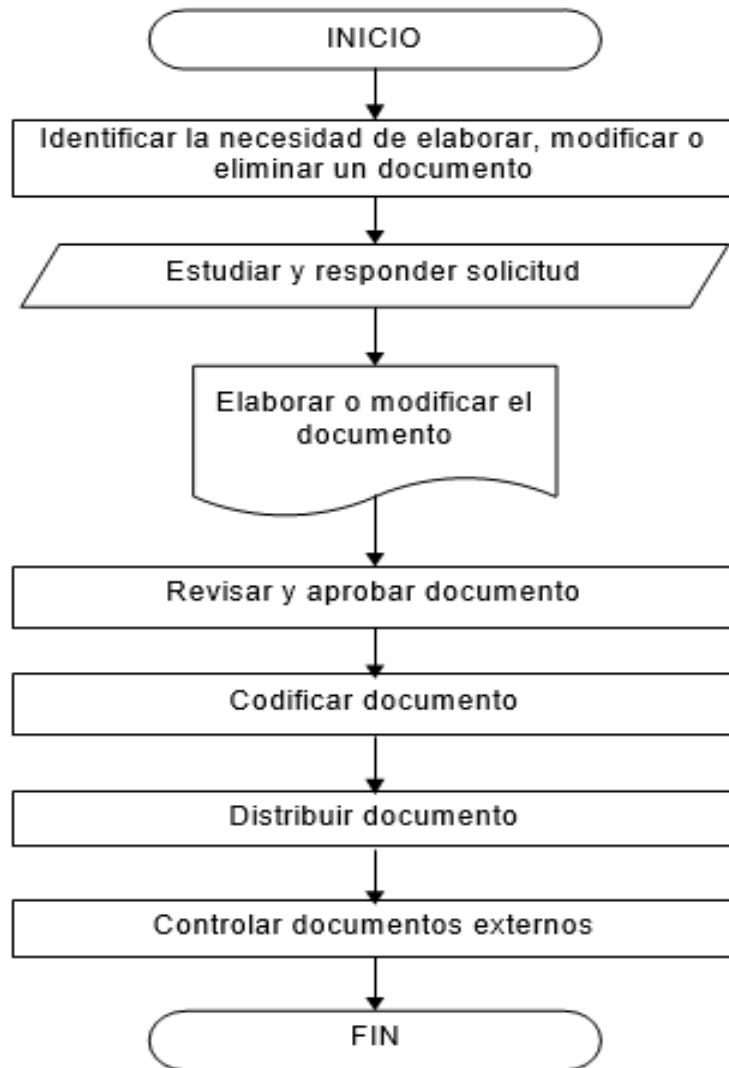 INICIO
Identificar la necesidad de elaborar, modificar o
eliminar un documento
Estudiar y responder solicitud
Elaborar o modificar el
documento
Revisar y aprobar documento
Codificar documento
Distribuir documento
Controlar documentos externos
FIN